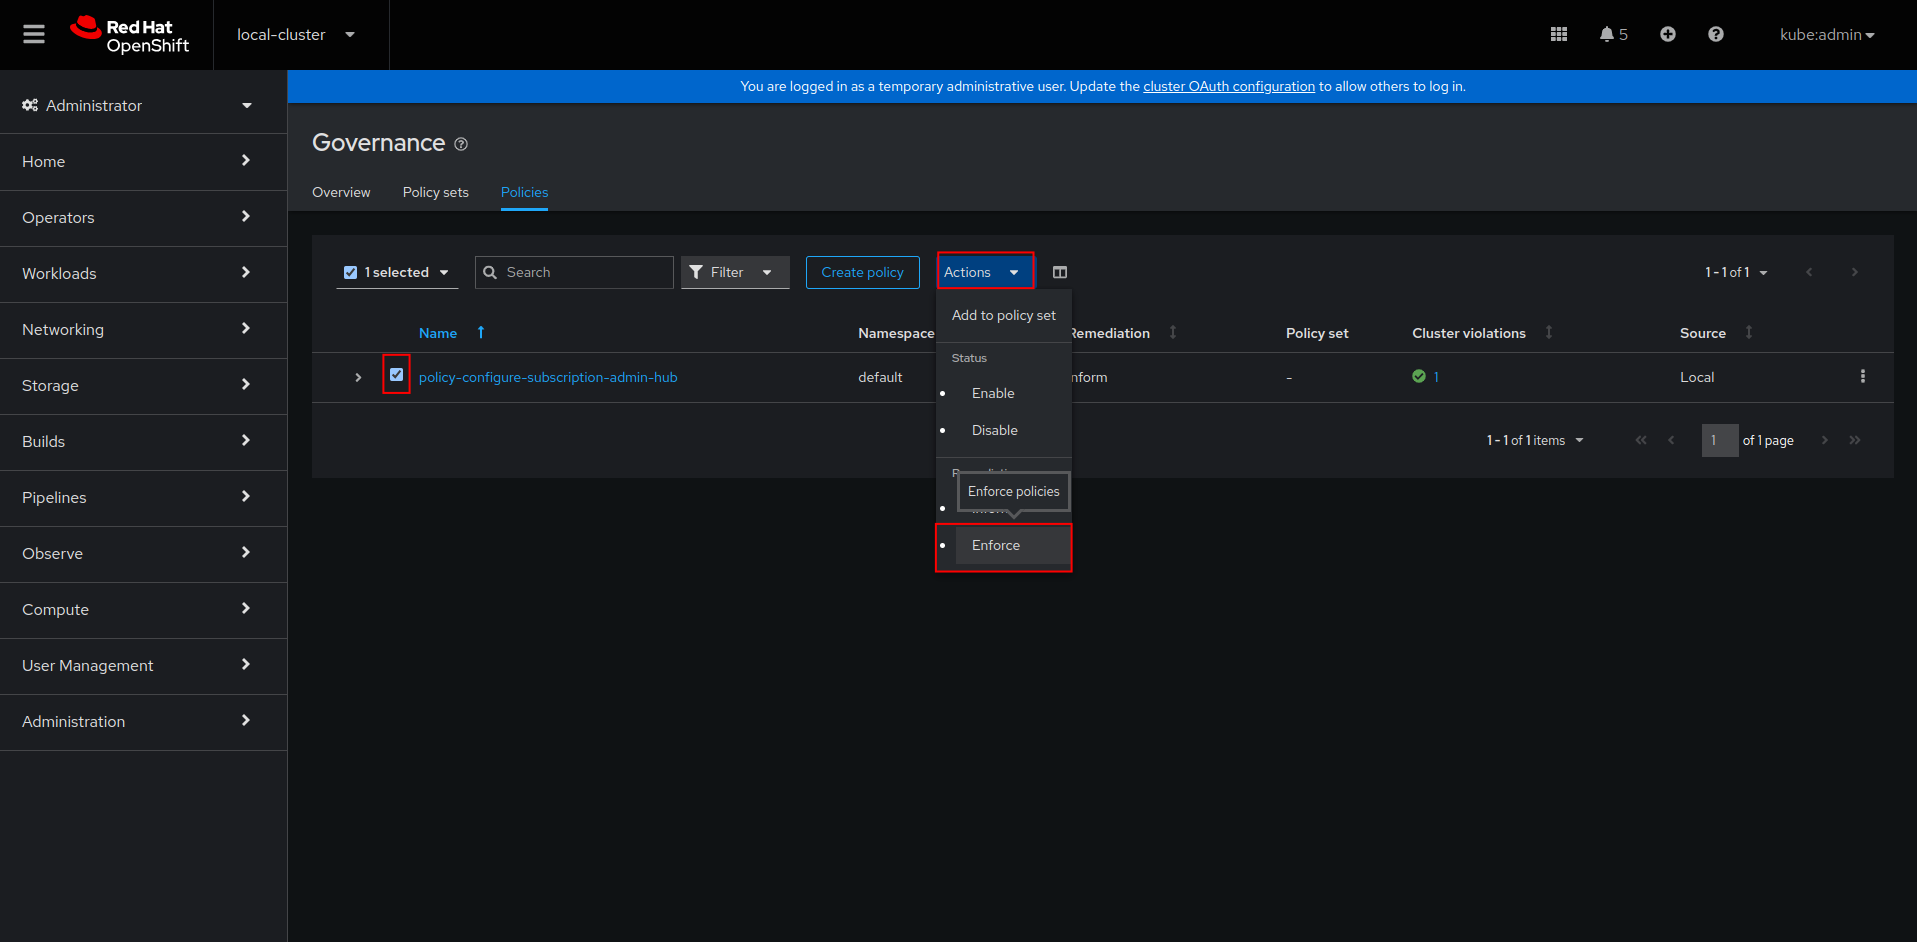 Red Hat
OpenShift
local-cluster
5
kube:admin
You are logged in as a temporary administrative user. Update the cluster OAuth configuration to allow others to log in.
Administrator
Home
Operators
Workloads
Networking
Storage
Builds
Pipelines
Observe
Compute
User Management
Administration
Governance
Overview Policy sets Policies
1 selected Search Filter Create policy Actions 1 - 1 of 1
Name Namespace Remediation Policy set Cluster violations Source
policy-configure-subscription-admin-hub default nform - 1 Local
Add to policy set
Status
Enable
Disable
Enforce policies
Enforce
1 - 1 of 1 items 1 of 1 page